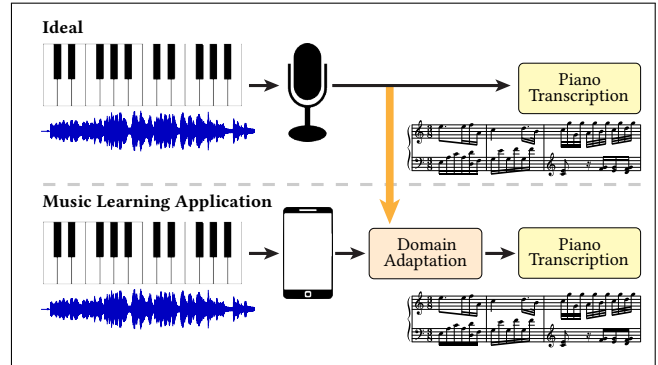 Ideal
Piano
Transcription
Music Learning Application
Domain
Adaptation
Piano
Transcription